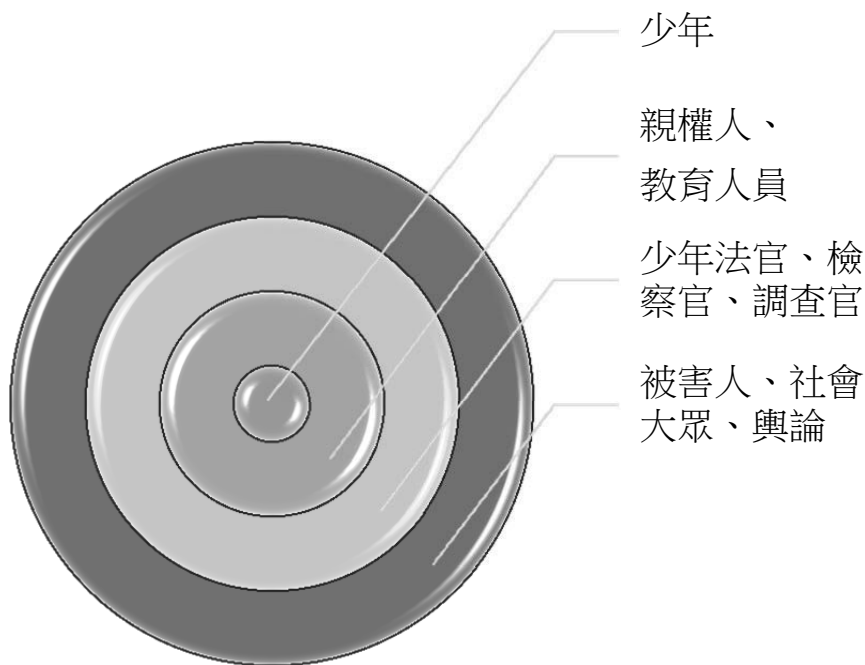 少年
親權人、
教育人員
少年法官、檢
察官、調查官
被害人、社會
大眾、輿論